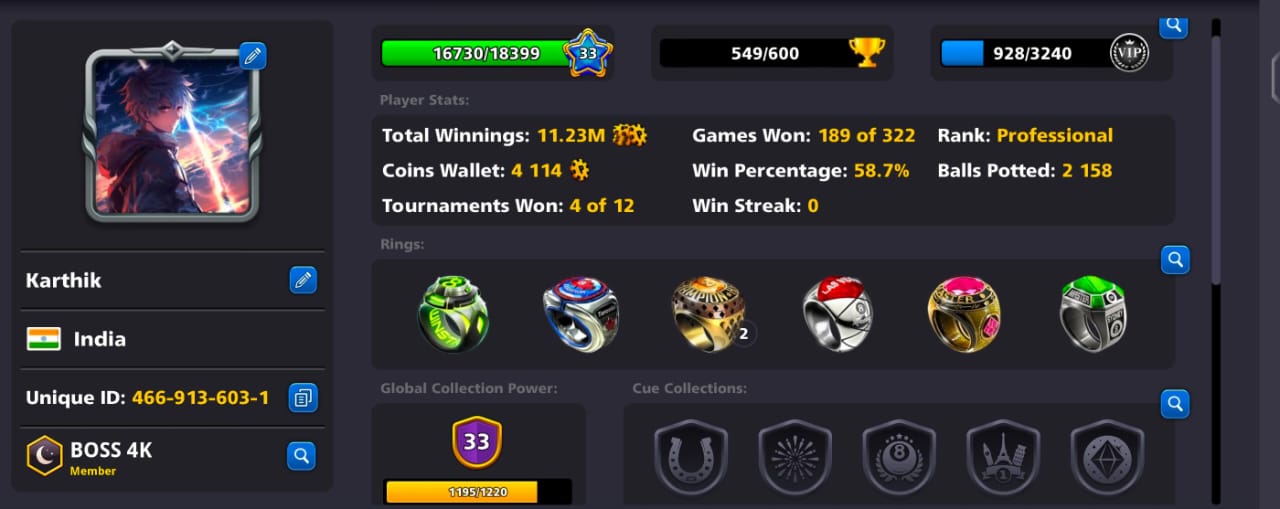 16730/18399 33 549/600 928/3240 VIP
Player Stats:
Total Winnings: 11.23M Games Won: 189 of 322 Rank: Professional
Coins Wallet: 4 114 Win Percentage: 58.7% Balls Potted: 2 158
Tournaments Won: 4 of 12 Win Streak: 0
Rings:
2
Karthik
India
Unique ID: 466-913-603-1
BOSS 4K
Member
Global Collection Power: Cue Collections:
33
8
1
1195/1220